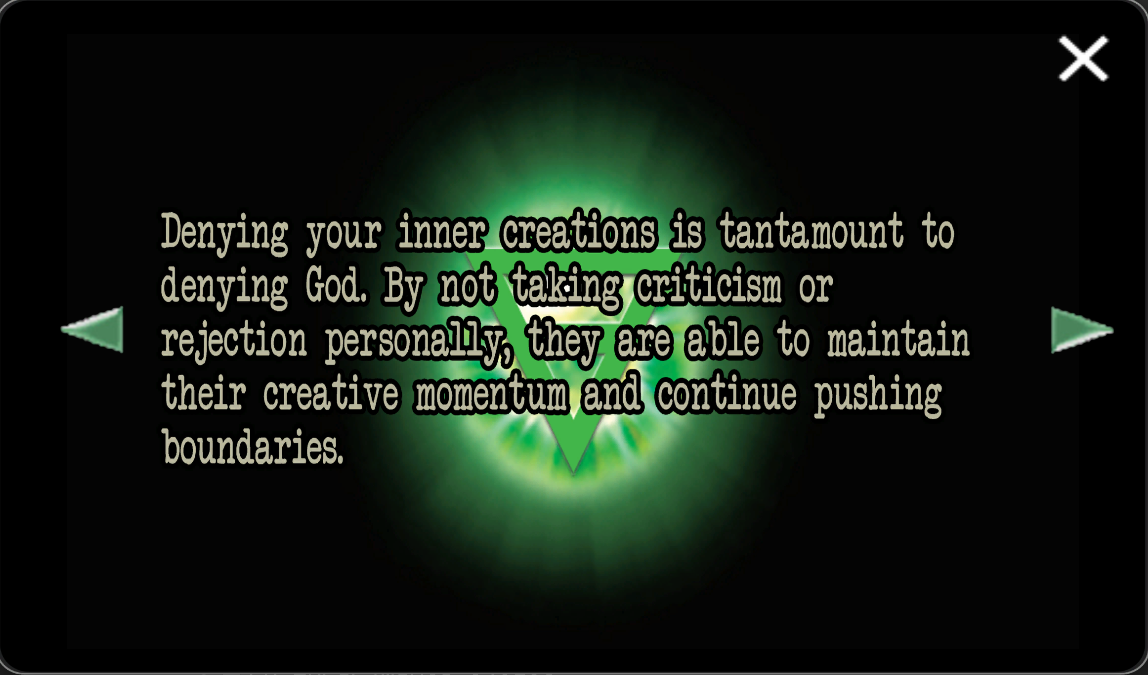 Denying your inner creations is tantamount to
denying God. By not taking criticism or
rejection personally, they are able to maintain
their creative momentum and continue pushing
boundaries.